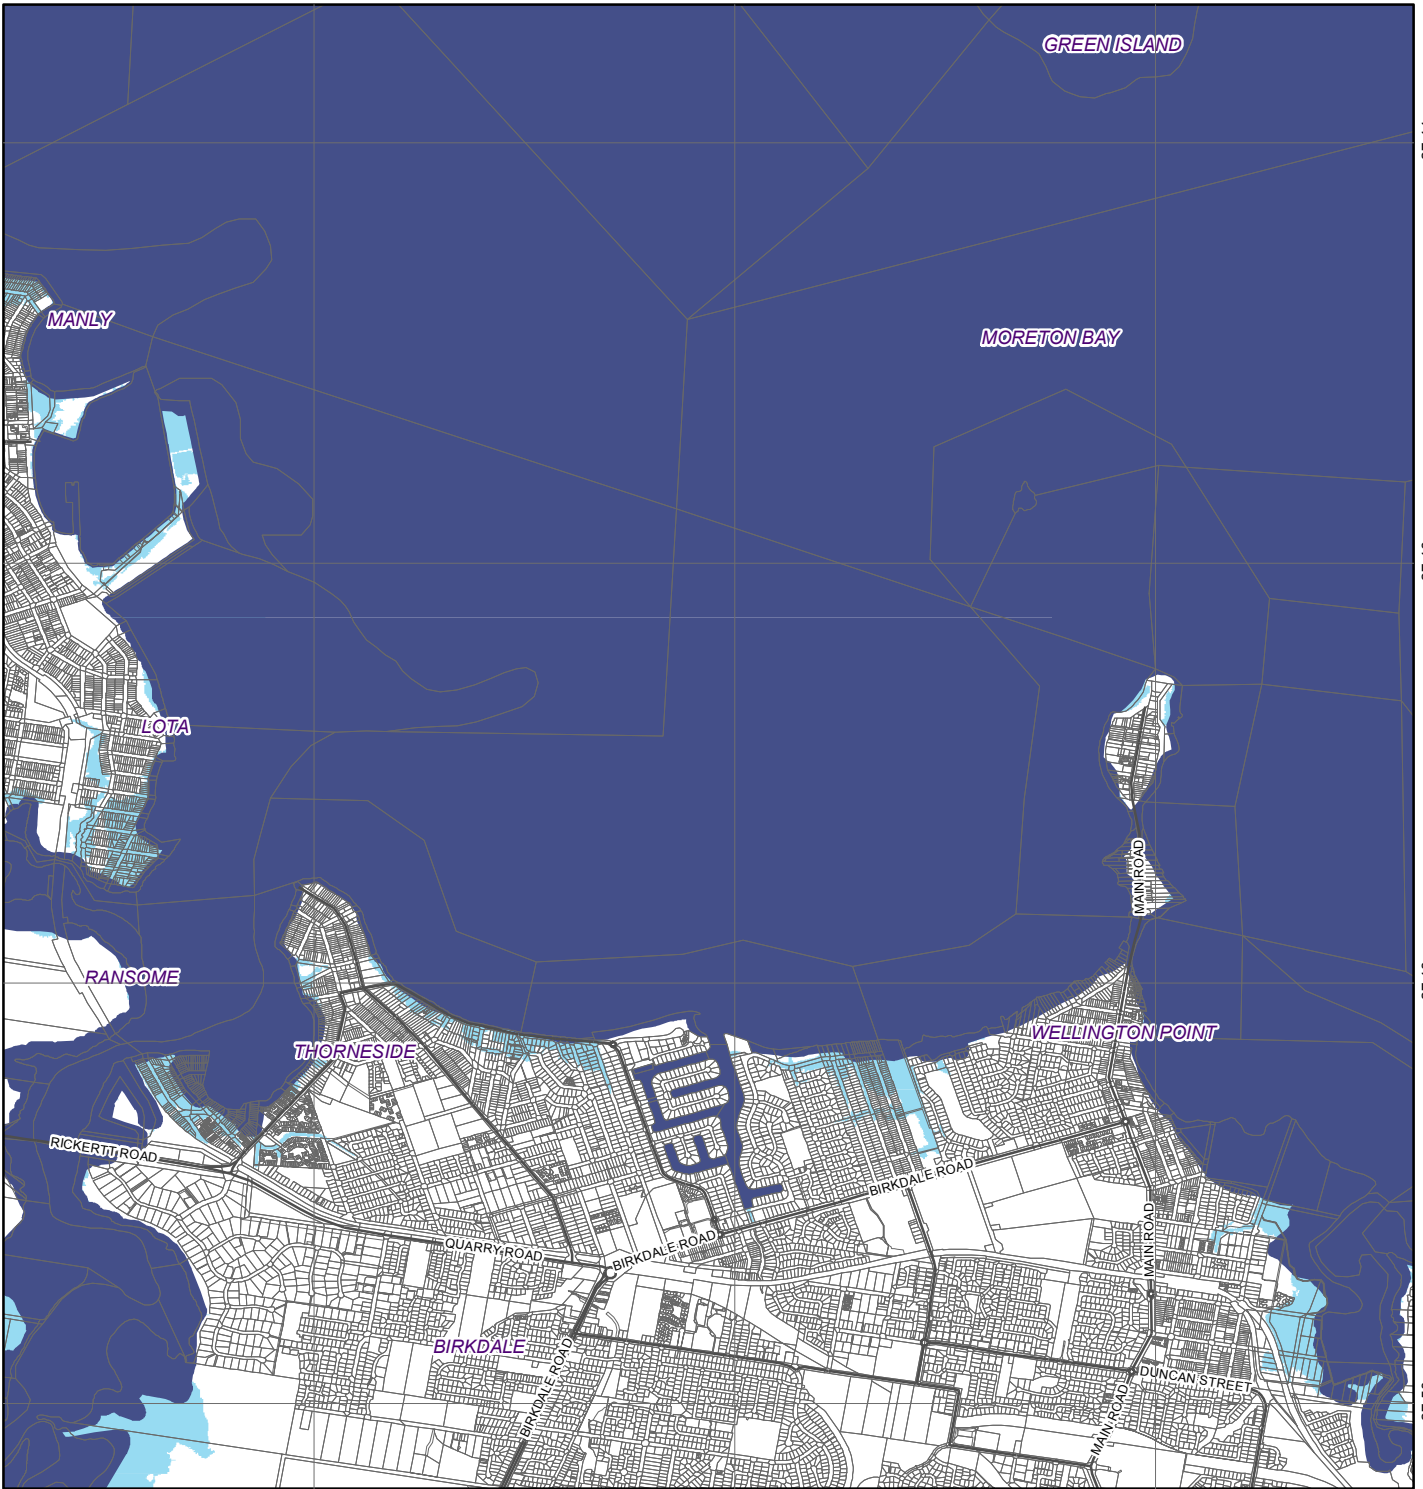 GREEN ISLAND
MANLY
MORETON BAY
LOTA
MAIN ROAD
RANSOME
WELLINGTON POINT
THORNESIDE
RICKERTT ROAD
BIRKDALE ROAD
MAIN ROAD
QUARRY ROAD
BIRKDALE ROAD
BIRKDALE
BIRKDALE ROAD
DUNCAN STREET
MAIN ROAD